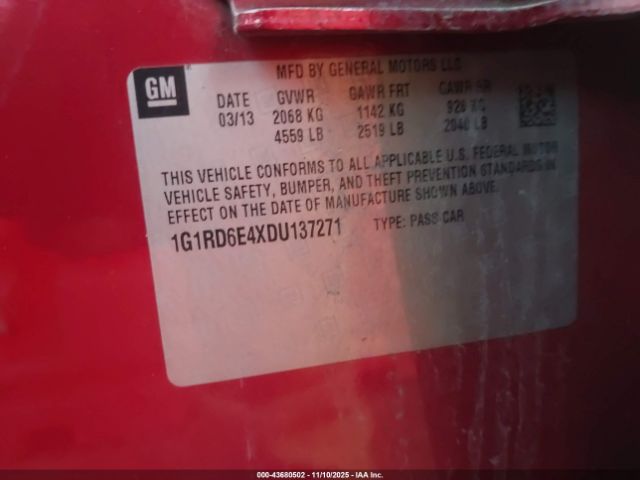 GM
MFD BY GENERAL MOTORS LLC
DATE GVWR GAWR FRT GAWR RR
03/13 2068 KG 1142 KG 928 KG
4559 LB 2519 LB 2046 LB
THIS VEHICLE CONFORMS TO ALL APPLICABLE U.S. FEDERAL MOTOR
VEHICLE SAFETY, BUMPER, AND THEFT PREVENTION STANDARDS IN
EFFECT ON THE DATE OF MANUFACTURE SHOWN ABOVE.
1G1RD6E4XDU137271 TYPE: PASS CAR
000-43680502 - 11/10/2025 - IAA Inc.